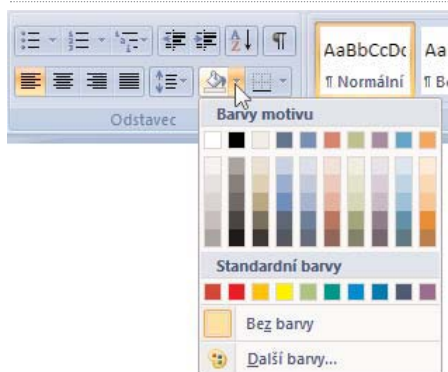 AaBbCcDc Aa
¶ Normální ¶ B
Odstavec
Barvy motivu
Standardní barvy
Bez barvy
Další barvy...